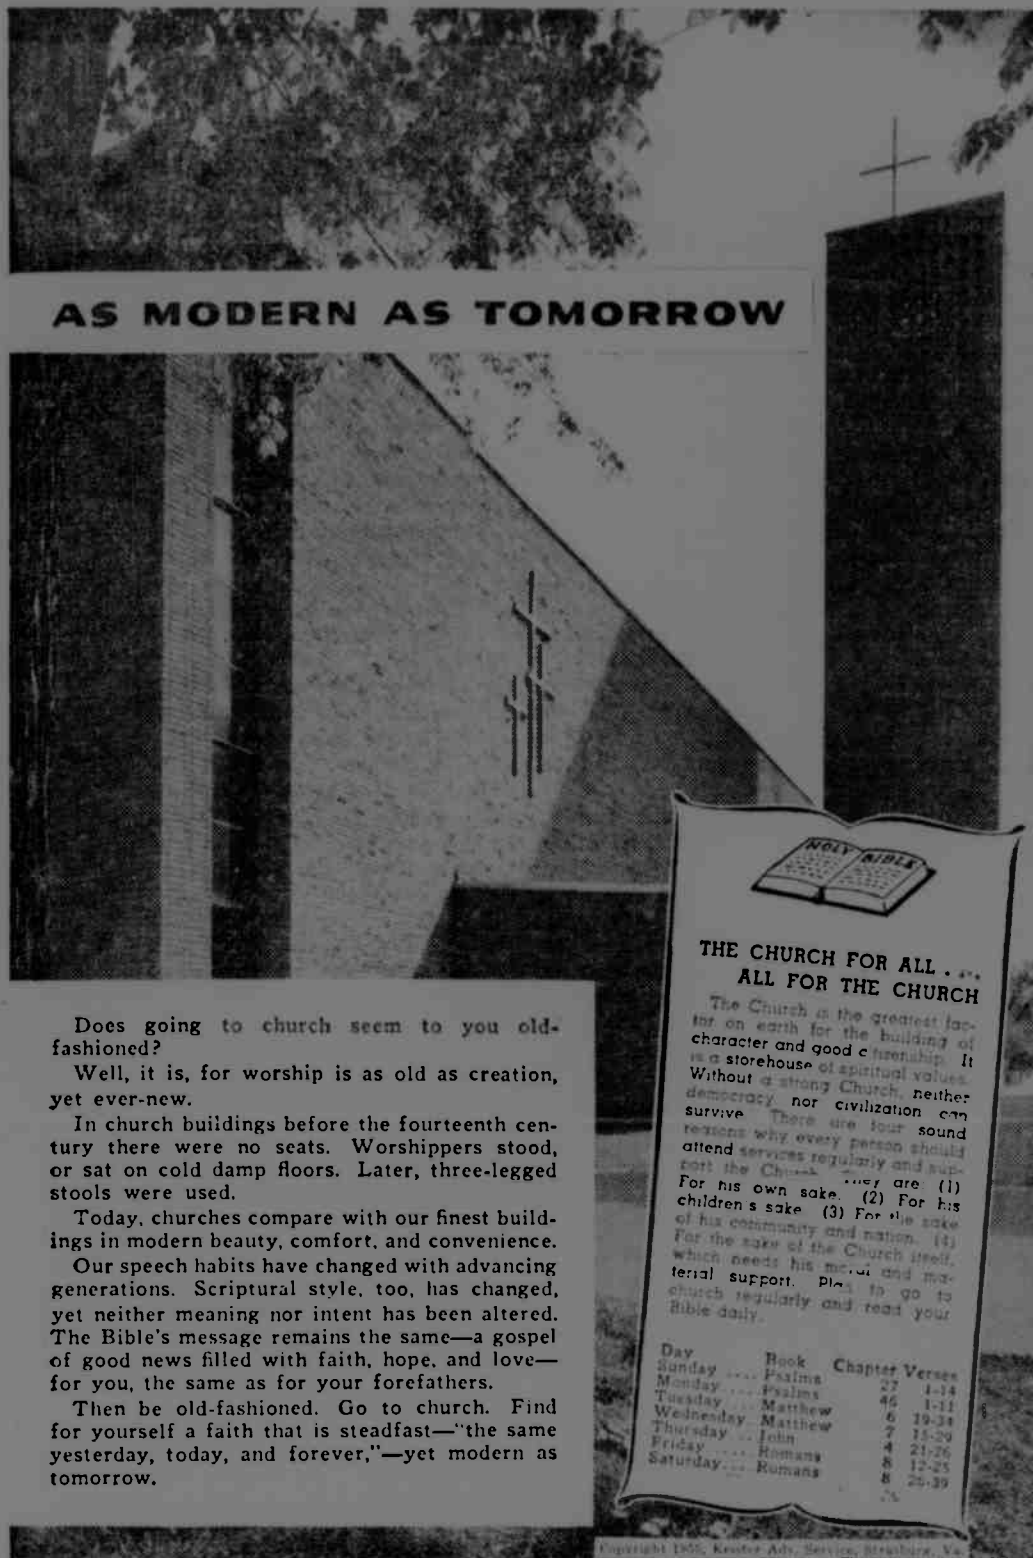 AS MODERN AS TOMORROW
Does going to church seem to you old-
fashioned?
Well, it is, for worship is as old as creation,
yet ever-new.
In church buildings before the fourteenth cen-
tury there were no seats. Worshippers stood,
or sat on cold damp floors. Later, three-legged
stools were used.
Today, churches compare with our finest build-
ings in modern beauty, comfort, and convenience.
Our speech habits have changed with advancing
generations. Scriptural style, too, has changed,
yet neither meaning nor intent has been altered.
The Bible's message remains the same—a gospel
of good news filled with faith, hope, and love—
for you, the same as for your forefathers.
Then be old-fashioned. Go to church. Find
for yourself a faith that is steadfast—"the same
yesterday, today, and forever,"—yet modern as
tomorrow.
HOLY BIBLE
THE CHURCH FOR ALL . . .
ALL FOR THE CHURCH
The Church is the greatest fac-
tor on earth for the building of
character and good citizenship. It
is a storehouse of spiritual values.
Without a strong Church, neither
democracy nor civilization can
survive. There are four sound
reasons why every person should
attend services regularly and sup-
port the Church. They are: (1)
For his own sake. (2) For his
children's sake. (3) For the sake
of his community and nation. (4)
For the sake of the Church itself,
which needs his moral and ma-
terial support. Plan to go to
church regularly and read your
Bible daily.
Day Book Chapter Verses
Sunday .... Psalms 27 1-14
Monday .... Psalms 46 1-11
Tuesday ... Matthew 6 19-34
Wednesday Matthew 7 15-29
Thursday .. John 4 21-26
Friday .... Romans 8 12-25
Saturday... Romans 8 26-39
Copyright Keister Adv. Service, Strasburg, Va.